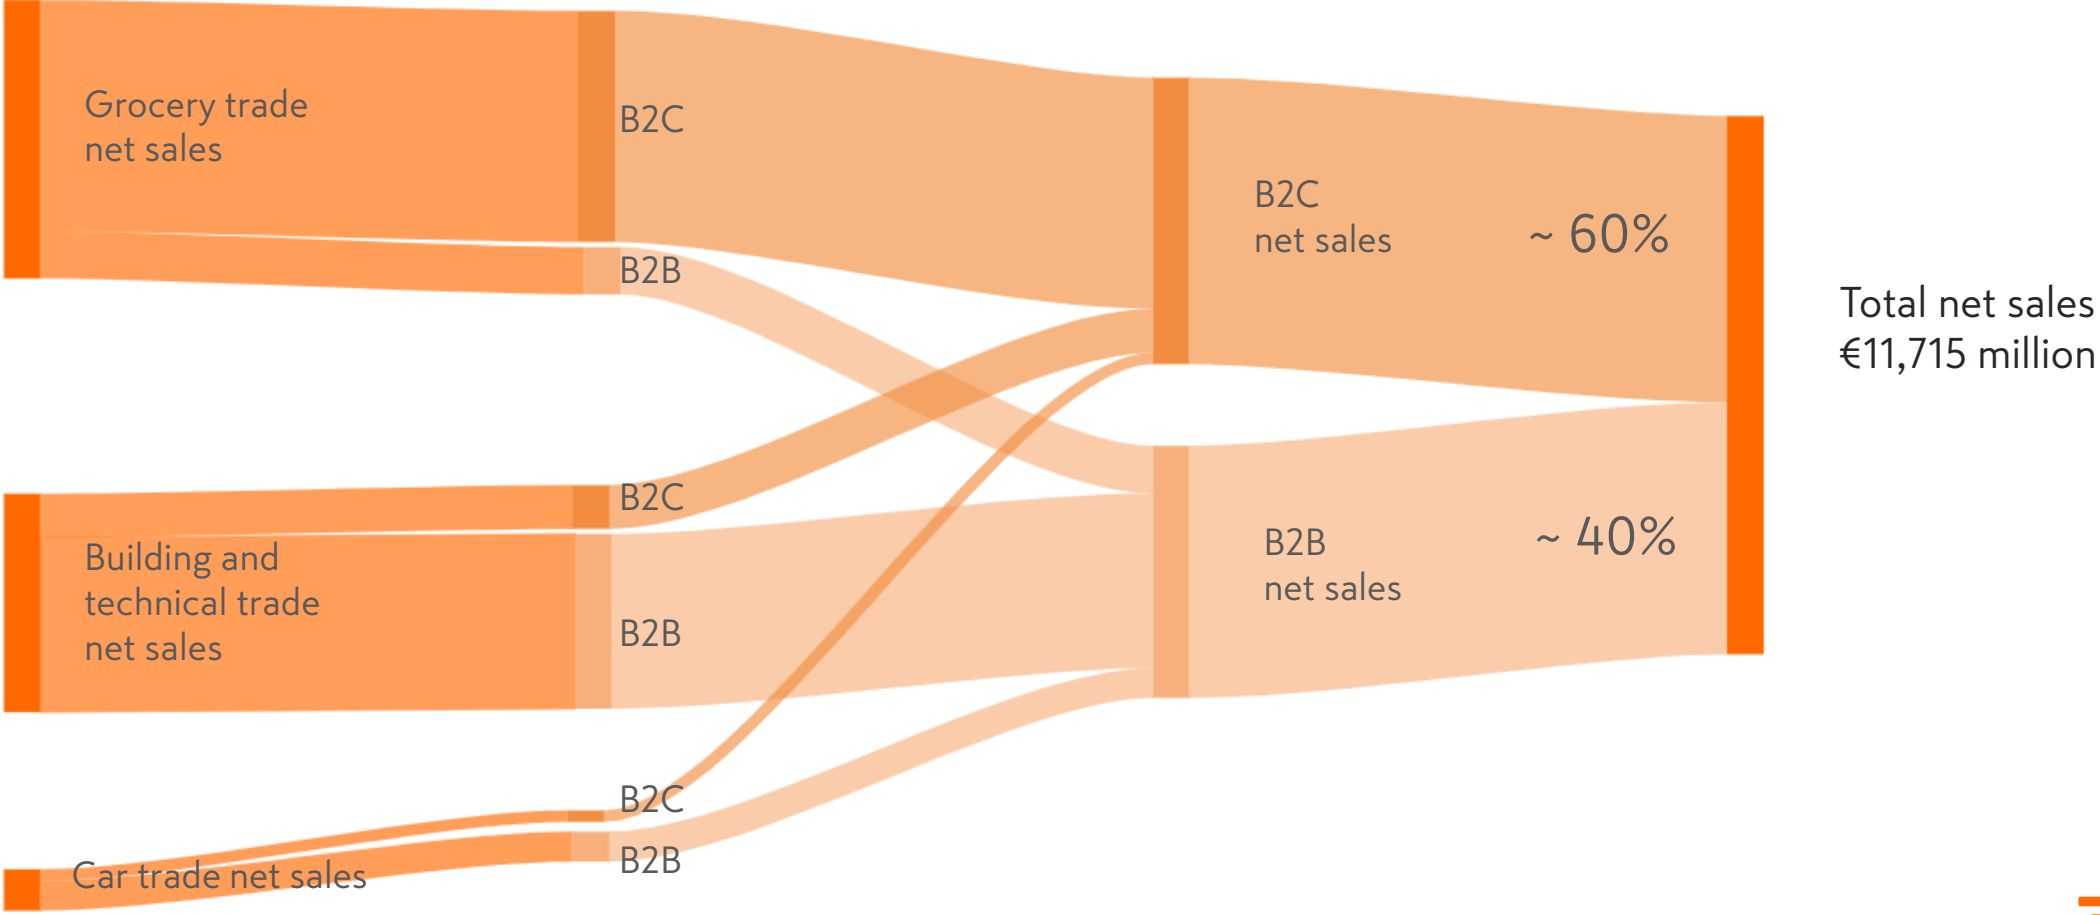 Grocery trade
net sales
B2C
B2B
Building and
technical trade
net sales
B2C
B2B
Car trade net sales
B2C
B2B
B2C
net sales
~ 60%
B2B
net sales
~ 40%
Total net sales
€11,715 million